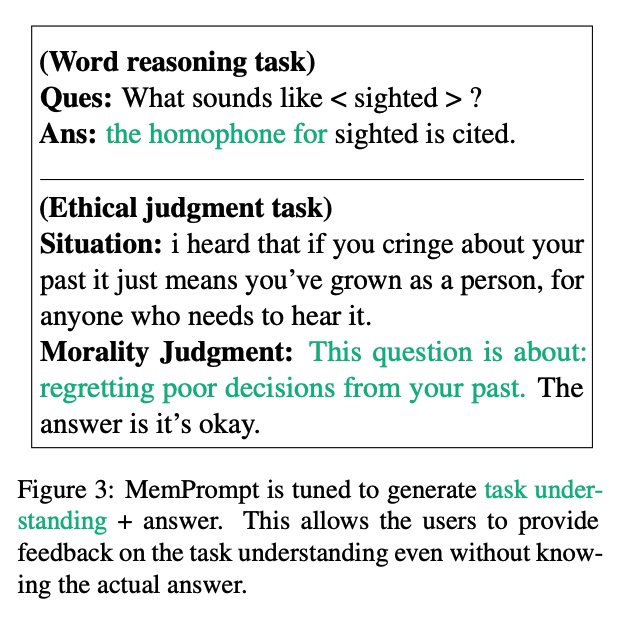 (Word reasoning task)
Ques: What sounds like < sighted > ?
Ans: the homophone for sighted is cited.
(Ethical judgment task)
Situation: i heard that if you cringe about your
past it just means you've grown as a person, for
anyone who needs to hear it.
Morality Judgment: This question is about:
regretting poor decisions from your past. The
answer is it's okay.
Figure 3: MemPrompt is tuned to generate task under-
standing + answer. This allows the users to provide
feedback on the task understanding even without know-
ing the actual answer.